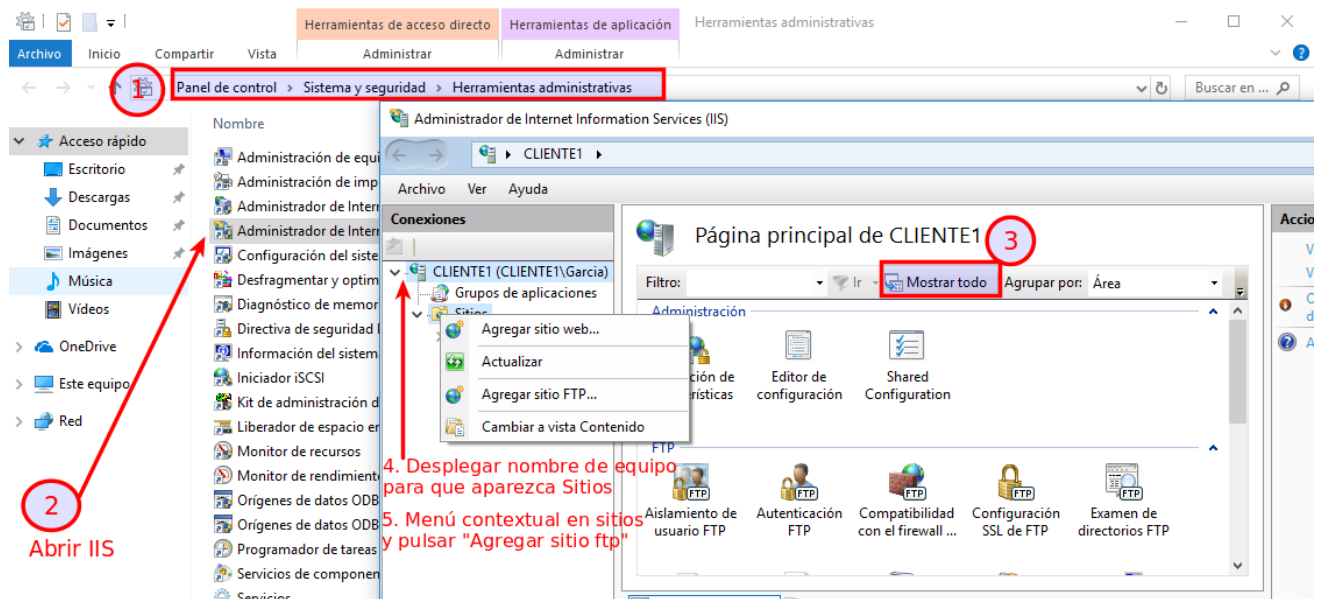 Herramientas de acceso directo
Herramientas de aplicación
Herramientas administrativas
Archivo Inicio Compartir Vista Administrar Administrar
1
Panel de control › Sistema y seguridad › Herramientas administrativas
Buscar en ...
Nombre
Acceso rápido
Escritorio
Descargas
Documentos
Imágenes
Música
Vídeos
OneDrive
Este equipo
Red
Administración de equi
Administración de imp
Administrador de Intern
Administrador de Intern
Configuración del siste
Desfragmentar y optim
Diagnóstico de memor
Directiva de seguridad l
Información del sistem
Iniciador iSCSI
Kit de administración d
Liberador de espacio en
Monitor de recursos
Monitor de rendimiento
Orígenes de datos ODB
Orígenes de datos ODB
Programador de tareas
Servicios de componen
Servicios
2
Abrir IIS
Administrador de Internet Information Services (IIS)
CLIENTE1
Archivo Ver Ayuda
Conexiones
CLIENTE1 (CLIENTE1\Garcia)
Grupos de aplicaciones
Sitios
Agregar sitio web...
Actualizar
Agregar sitio FTP...
Cambiar a vista Contenido
4. Desplegar nombre de equipo
para que aparezca Sitios
5. Menú contextual en sitios
y pulsar "Agregar sitio ftp"
Página principal de CLIENTE1
3
Filtro: Ir Mostrar todo Agrupar por: Área
Administración
ción de
erísticas
Editor de
configuración
Shared
Configuration
FTP
FTP FTP FTP FTP FTP
Aislamiento de
usuario FTP
Autenticación
FTP
Compatibilidad
con el firewall ...
Configuración
SSL de FTP
Examen de
directorios FTP
Accio
V
V
d
A